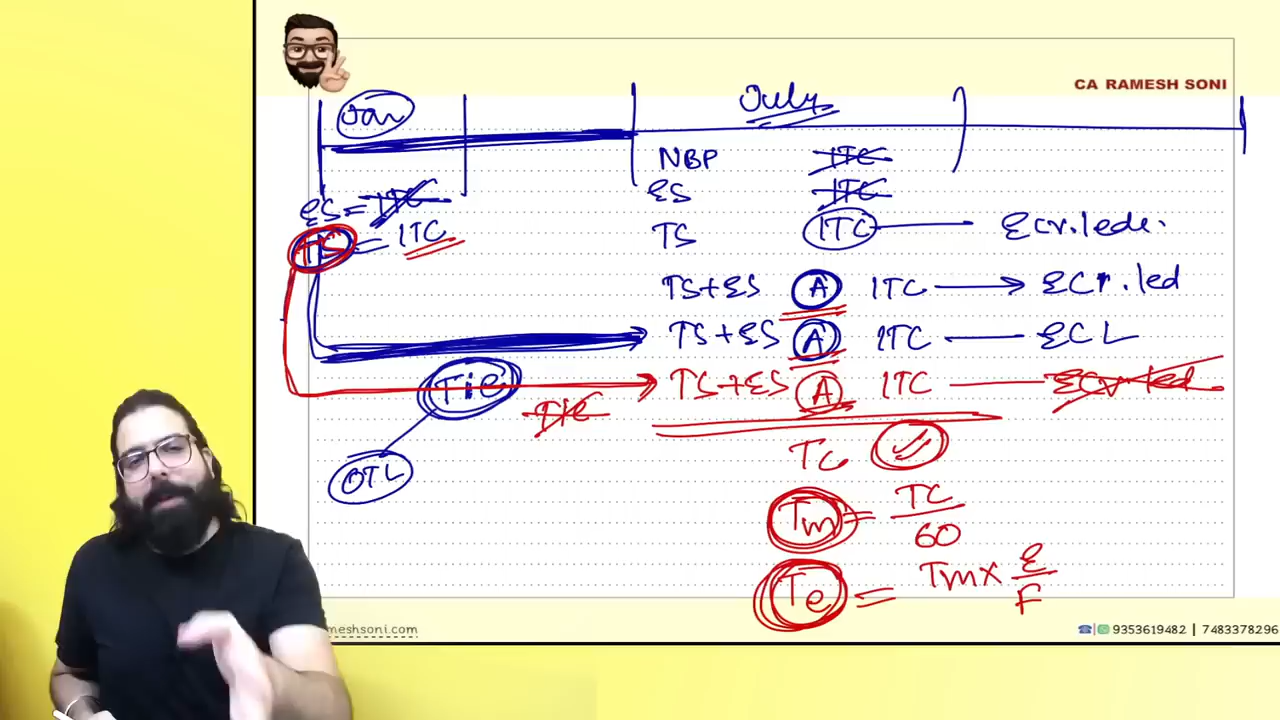 CA RAMESH SONI
Jan July
NBP ITC
ES = ITC ES ITC
TS = ITC TS ITC Ecr.lede.
TS+ES A ITC → ECr.led
TS+ES A ITC ECL
Tie TS+ES A ITC ECr led
Tie
TC
OTL
Tm = TC
60
Te = Tm x E
F
meshsoni.com 9353619482 | 7483378296